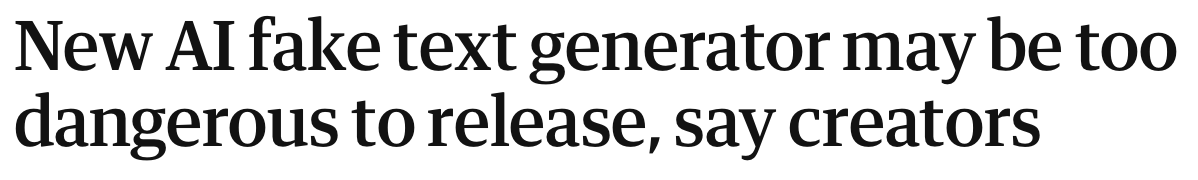 New AI fake text generator may be too
dangerous to release, say creators